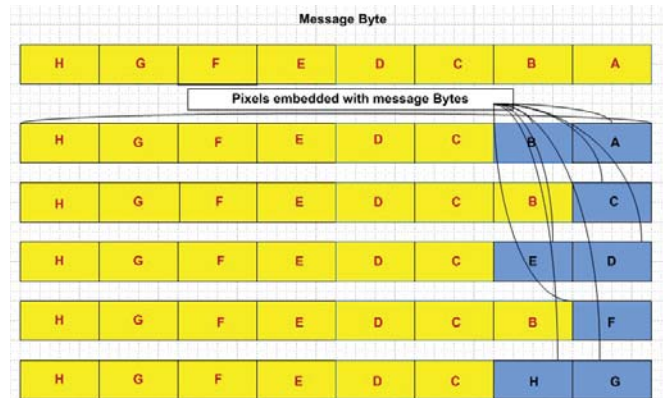 Message Byte
H G F E D C B A
Pixels embedded with message Bytes
H G F E D C B A
H G F E D C B C
H G F E D C E D
H G F E D C B F
H G F E D C H G